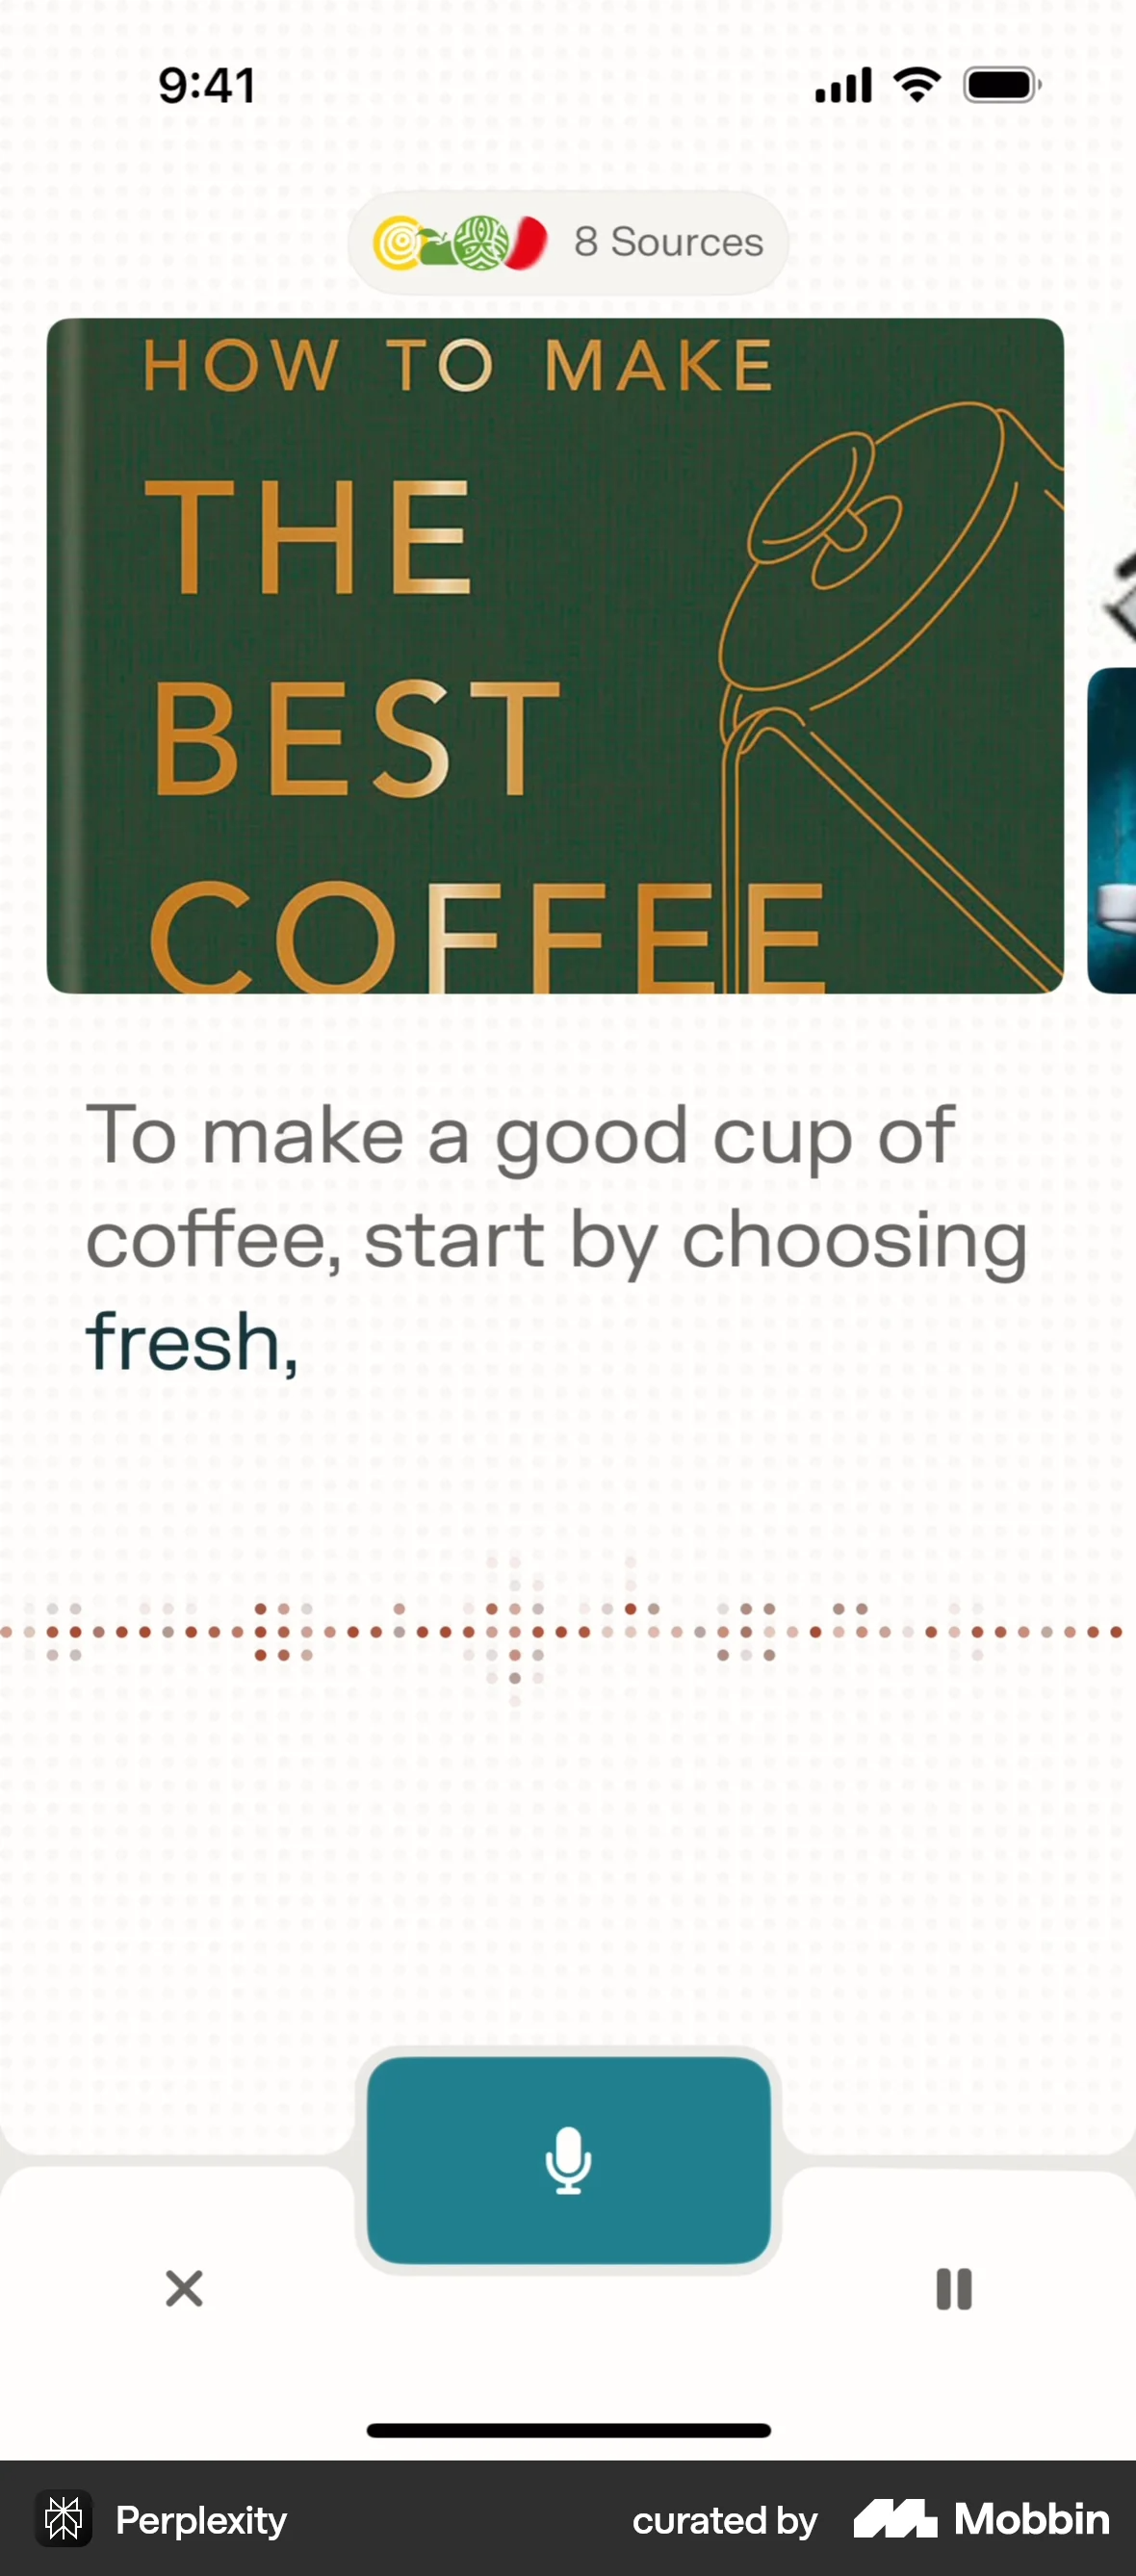 9:41
8 Sources
HOW TO MAKE
THE
BEST
COFFEE
To make a good cup of
coffee, start by choosing
fresh,
Perplexity
curated by Mobbin